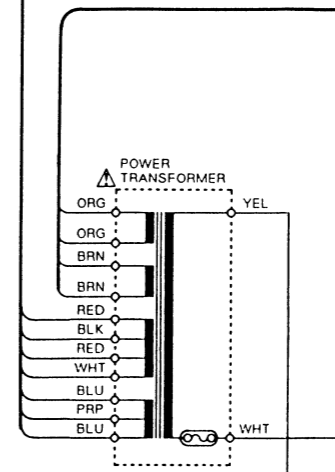 POWER
TRANSFORMER
ORG
YEL
ORG
BRN
BRN
RED
BLK
RED
WHT
BLU
PRP
BLU
WHT